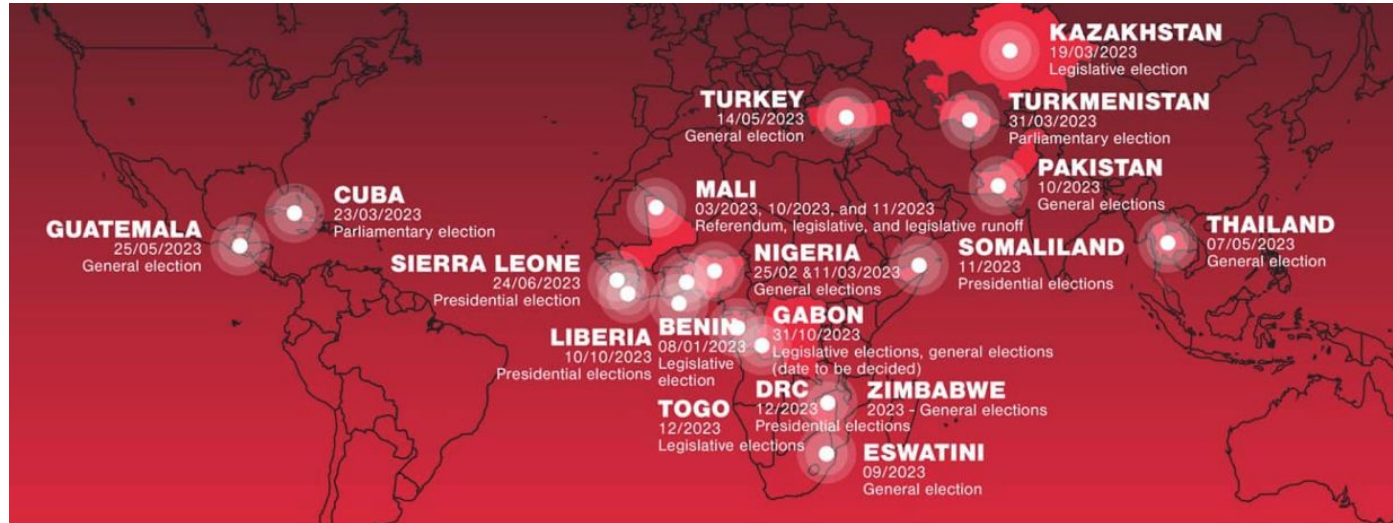 KAZAKHSTAN
19/03/2023
Legislative election
TURKEY
14/05/2023
General election
TURKMENISTAN
31/03/2023
Parliamentary election
PAKISTAN
10/2023
General elections
CUBA
23/03/2023
Parliamentary election
MALI
03/2023, 10/2023, and 11/2023
Referendum, legislative, and legislative runoff
GUATEMALA
25/05/2023
General election
THAILAND
07/05/2023
General election
SIERRA LEONE
24/06/2023
Presidential election
NIGERIA
25/02 &11/03/2023
General elections
SOMALILAND
11/2023
Presidential elections
LIBERIA
10/10/2023
Presidential elections
BENIN
08/01/2023
Legislative
election
GABON
31/10/2023
Legislative elections, general elections
(date to be decided)
TOGO
12/2023
Legislative elections
DRC
12/2023
Presidential elections
ZIMBABWE
2023 - General elections
ESWATINI
09/2023
General election